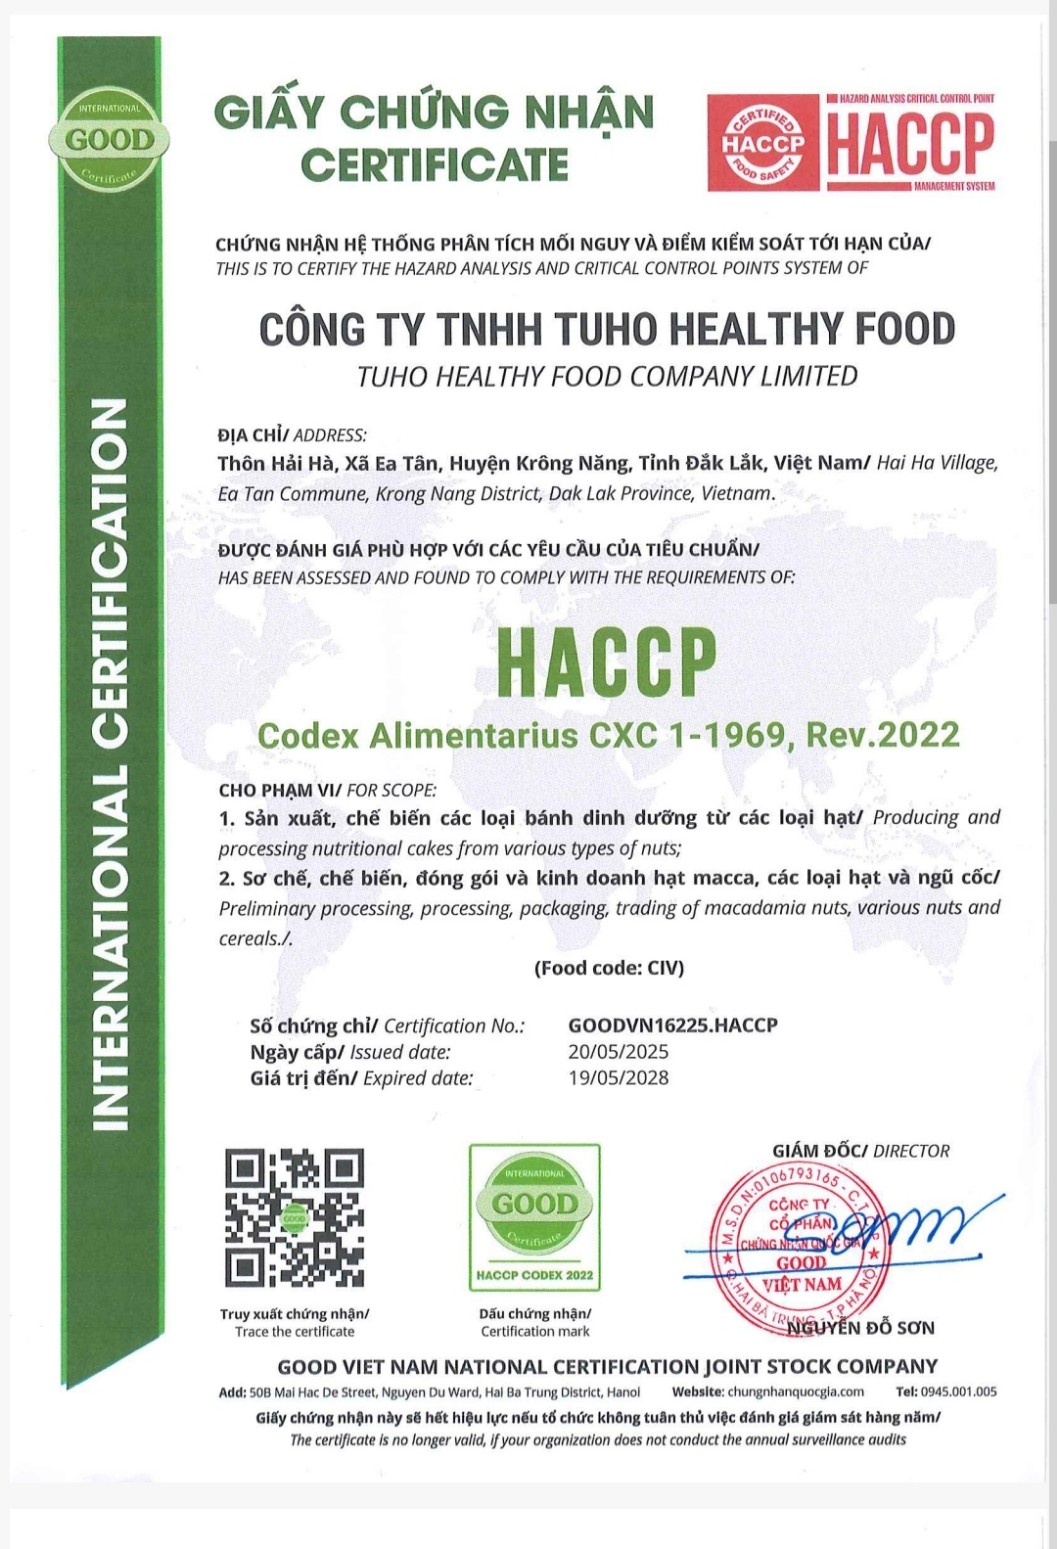 INTERNATIONAL
GOOD
Certificate
INTERNATIONAL CERTIFICATION
GIẤY CHỨNG NHẬN
CERTIFICATE
CERTIFIED
HACCP
FOOD SAFETY
HAZARD ANALYSIS CRITICAL CONTROL POINT
HACCP
MANAGEMENT SYSTEM
CHỨNG NHẬN HỆ THỐNG PHÂN TÍCH MỐI NGUY VÀ ĐIỂM KIỂM SOÁT TỚI HẠN CỦA/
THIS IS TO CERTIFY THE HAZARD ANALYSIS AND CRITICAL CONTROL POINTS SYSTEM OF
CÔNG TY TNHH TUHO HEALTHY FOOD
TUHO HEALTHY FOOD COMPANY LIMITED
ĐỊA CHỈ/ ADDRESS:
Thôn Hải Hà, Xã Ea Tân, Huyện Krông Năng, Tỉnh Đắk Lắk, Việt Nam/ Hai Ha Village,
Ea Tan Commune, Krong Nang District, Dak Lak Province, Vietnam.
ĐƯỢC ĐÁNH GIÁ PHÙ HỢP VỚI CÁC YÊU CẦU CỦA TIÊU CHUẨN/
HAS BEEN ASSESSED AND FOUND TO COMPLY WITH THE REQUIREMENTS OF:
HACCP
Codex Alimentarius CXC 1-1969, Rev.2022
CHO PHẠM VI/ FOR SCOPE:
1. Sản xuất, chế biến các loại bánh dinh dưỡng từ các loại hạt/ Producing and
processing nutritional cakes from various types of nuts;
2. Sơ chế, chế biến, đóng gói và kinh doanh hạt macca, các loại hạt và ngũ cốc/
Preliminary processing, processing, packaging, trading of macadamia nuts, various nuts and
cereals./.
(Food code: CIV)
Số chứng chỉ/ Certification No.: GOODVN16225.HACCP
Ngày cấp/ Issued date: 20/05/2025
Giá trị đến/ Expired date: 19/05/2028
GOOD
Truy xuất chứng nhận/
Trace the certificate
INTERNATIONAL
GOOD
Certificate
HACCP CODEX 2022
Dấu chứng nhận/
Certification mark
GIÁM ĐỐC/ DIRECTOR
M.S.D.N:0106793165-C.T.C.P
CÔNG TY
CỔ PHẦN
CHỨNG NHẬN QUỐC GIA
GOOD
VIỆT NAM
Q.HAI BÀ TRƯNG-T.P HÀ NỘI
NGUYỄN ĐỖ SƠN
GOOD VIET NAM NATIONAL CERTIFICATION JOINT STOCK COMPANY
Add: 50B Mai Hac De Street, Nguyen Du Ward, Hai Ba Trung District, Hanoi Website: chungnhanquocgia.com Tel: 0945.001.005
Giấy chứng nhận này sẽ hết hiệu lực nếu tổ chức không tuân thủ việc đánh giá giám sát hàng năm/
The certificate is no longer valid, if your organization does not conduct the annual surveillance audits